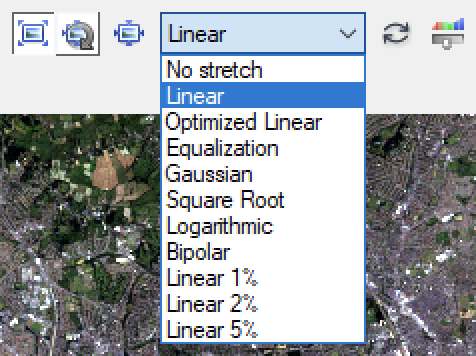 Linear
No stretch
Linear
Optimized Linear
Equalization
Gaussian
Square Root
Logarithmic
Bipolar
Linear 1%
Linear 2%
Linear 5%